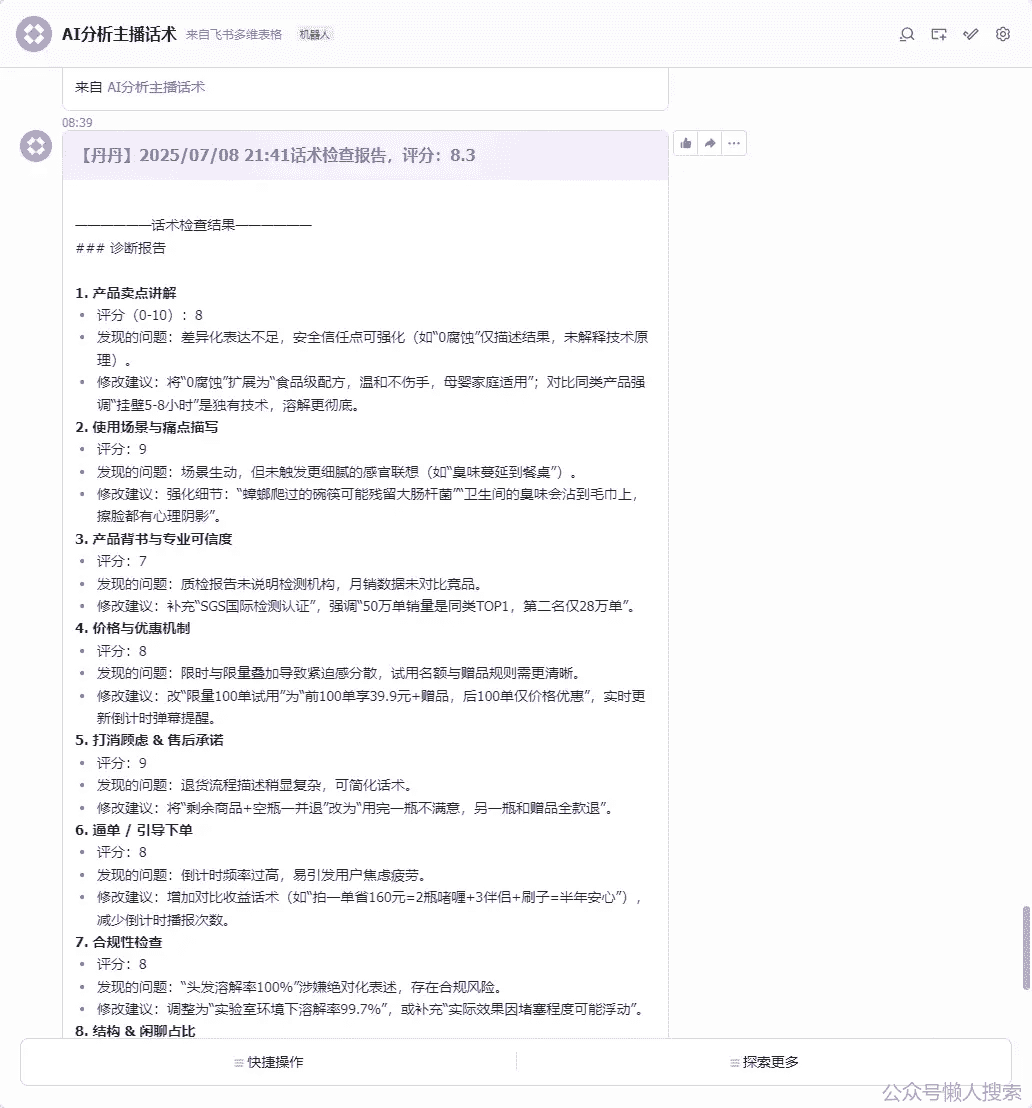 AI分析主播话术 来自飞书多维表格 机器人
来自 AI分析主播话术
08:39
【丹丹】2025/07/08 21:41话术检查报告，评分：8.3
——————话术检查结果——————
### 诊断报告
1. 产品卖点讲解
• 评分（0-10）：8
• 发现的问题：差异化表达不足，安全信任点可强化（如“0腐蚀”仅描述结果，未解释技术原
理）。
• 修改建议：将“0腐蚀”扩展为“食品级配方，温和不伤手，母婴家庭适用”；对比同类产品强
调“挂壁5-8小时”是独有技术，溶解更彻底。
2. 使用场景与痛点描写
• 评分：9
• 发现的问题：场景生动，但未触发更细腻的感官联想（如“臭味蔓延到餐桌”）。
• 修改建议：强化细节：“蟑螂爬过的碗筷可能残留大肠杆菌”“卫生间的臭味会沾到毛巾上，
擦脸都有心理阴影”。
3. 产品背书与专业可信度
• 评分：7
• 发现的问题：质检报告未说明检测机构，月销数据未对比竞品。
• 修改建议：补充“SGS国际检测认证”，强调“50万单销量是同类TOP1，第二名仅28万单”。
4. 价格与优惠机制
• 评分：8
• 发现的问题：限时与限量叠加导致紧迫感分散，试用名额与赠品规则需更清晰。
• 修改建议：改“限量100单试用”为“前100单享39.9元+赠品，后100单仅价格优惠”，实时更
新倒计时弹幕提醒。
5. 打消顾虑 & 售后承诺
• 评分：9
• 发现的问题：退货流程描述稍显复杂，可简化话术。
• 修改建议：将“剩余商品+空瓶一并退”改为“用完一瓶不满意，另一瓶和赠品全款退”。
6. 逼单 / 引导下单
• 评分：8
• 发现的问题：倒计时频率过高，易引发用户焦虑疲劳。
• 修改建议：增加对比收益话术（如“拍一单省160元=2瓶啫喱+3伴侣+刷子=半年安心”），
减少倒计时播报次数。
7. 合规性检查
• 评分：8
• 发现的问题：“头发溶解率100%”涉嫌绝对化表述，存在合规风险。
• 修改建议：调整为“实验室环境下溶解率99.7%”，或补充“实际效果因堵塞程度可能浮动”。
8. 结构 & 闲聊占比
快捷操作 探索更多
公众号懒人搜索